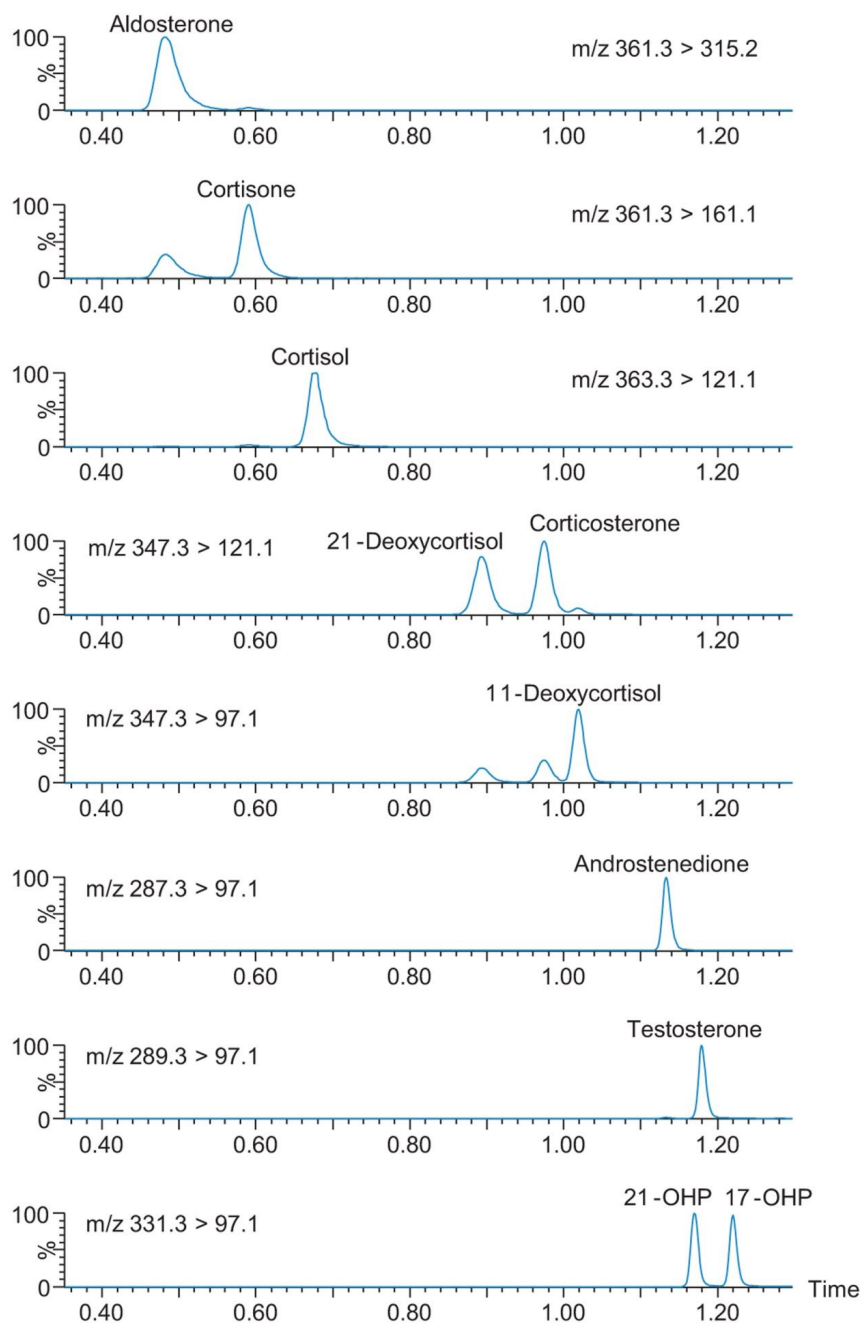 Aldosterone
m/z 361.3 > 315.2
100
%
0
0.40 0.60 0.80 1.00 1.20
Cortisone
m/z 361.3 > 161.1
100
%
0
0.40 0.60 0.80 1.00 1.20
Cortisol
m/z 363.3 > 121.1
100
%
0
0.40 0.60 0.80 1.00 1.20
m/z 347.3 > 121.1 21-Deoxycortisol Corticosterone
100
%
0
0.40 0.60 0.80 1.00 1.20
11-Deoxycortisol
m/z 347.3 > 97.1
100
%
0
0.40 0.60 0.80 1.00 1.20
Androstenedione
m/z 287.3 > 97.1
100
%
0
0.40 0.60 0.80 1.00 1.20
Testosterone
m/z 289.3 > 97.1
100
%
0
0.40 0.60 0.80 1.00 1.20
21-OHP 17-OHP
m/z 331.3 > 97.1
100
%
0
Time
0.40 0.60 0.80 1.00 1.20